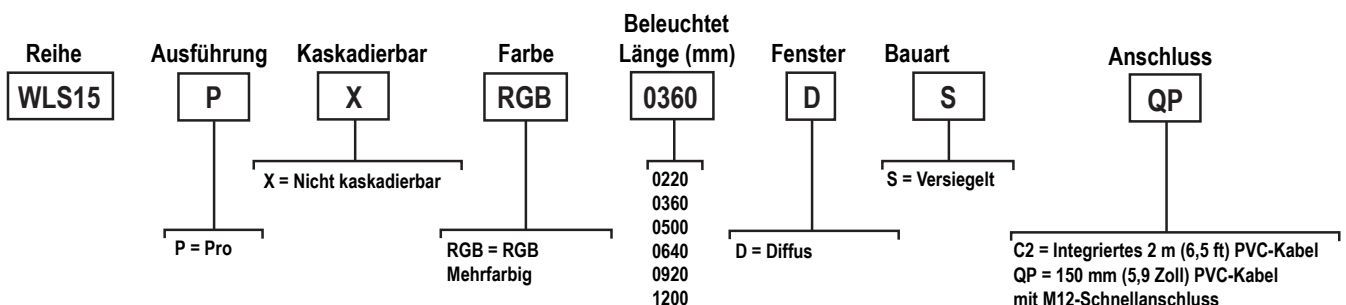 Reihe
Ausführung
Kaskadierbar
Farbe
Beleuchtet
Länge (mm)
Fenster
Bauart
Anschluss
WLS15
P
X
RGB
0360
D
S
QP
X = Nicht kaskadierbar
0220
0360
0500
0640
0920
1200
S = Versiegelt
P = Pro
RGB = RGB
Mehrfarbig
D = Diffus
C2 = Integriertes 2 m (6,5 ft) PVC-Kabel
QP = 150 mm (5,9 Zoll) PVC-Kabel
mit M12-Schnellanschluss